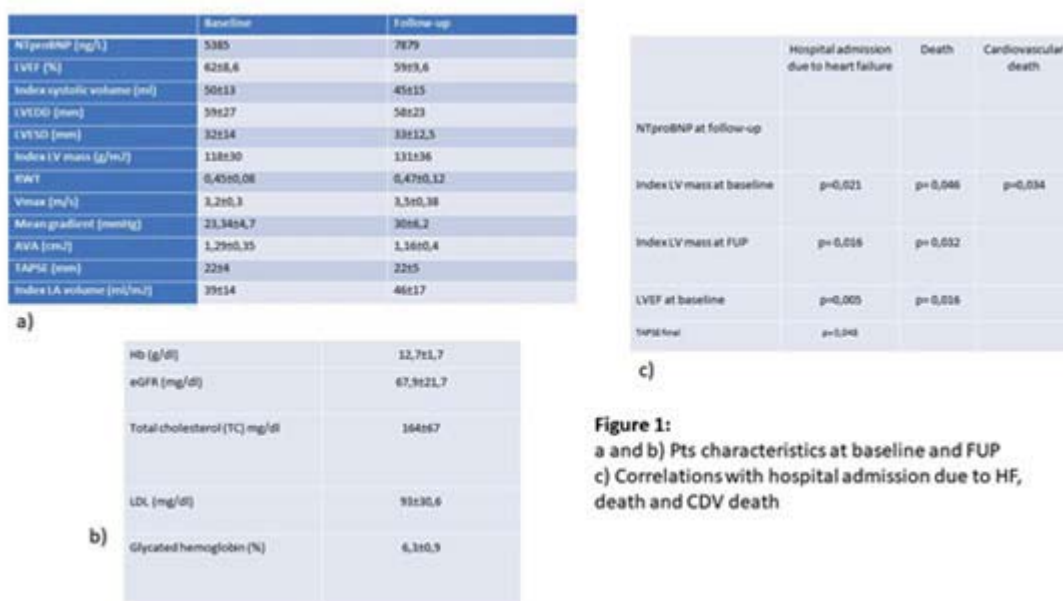 Baseline Follow-up
NTproBNP (ng/L) 5385 7879
LVEF (%) 62±8,6 59±9,6
Index systolic volume (ml) 50±13 45±15
LVEDD (mm) 59±27 58±23
LVESD (mm) 32±14 33±12,5
Index LV mass (g/m2) 118±30 131±36
RWT 0,45±0,08 0,47±0,12
Vmax (m/s) 3,2±0,3 3,5±0,38
Mean gradient (mmHg) 23,34±4,7 30±6,2
AVA (cm2) 1,29±0,35 1,16±0,4
TAPSE (mm) 22±4 22±5
Index LA volume (ml/m2) 39±14 46±17
a)
Hb (g/dl) 12,7±1,7
eGFR (mg/dl) 67,9±21,7
Total cholesterol (TC) mg/dl 164±67
LDL (mg/dl) 93±30,6
b)
Glycated hemoglobin (%) 6,3±0,9
Hospital admission Death Cardiovascular
due to heart failure death
NTproBNP at follow-up
Index LV mass at baseline p=0,021 p= 0,046 p=0,034
Index LV mass at FUP p= 0,016 p= 0,032
LVEF at baseline p=0,005 p= 0,016
TAPSE final p=0,048
c)
Figure 1:
a and b) Pts characteristics at baseline and FUP
c) Correlations with hospital admission due to HF,
death and CDV death